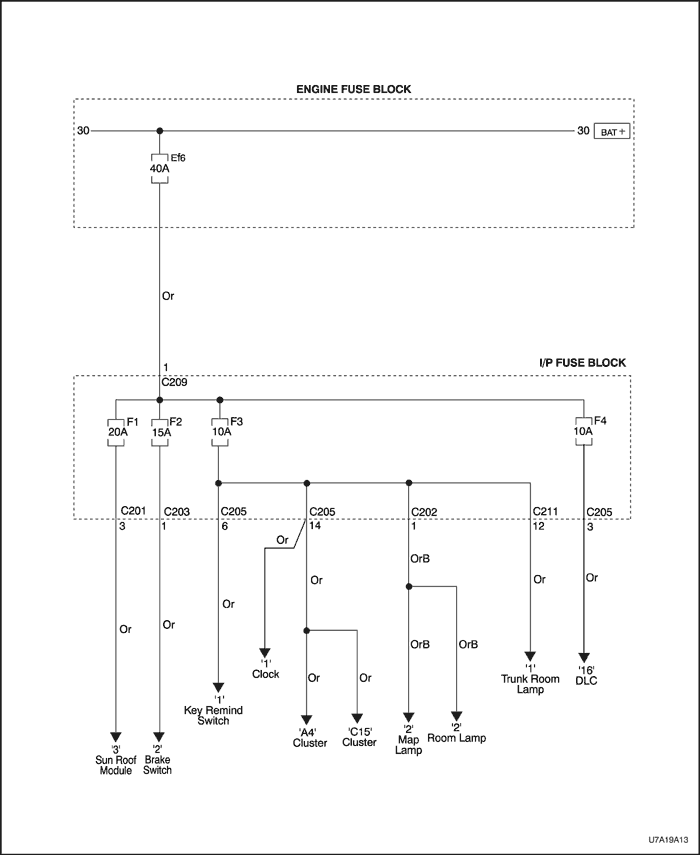 ENGINE FUSE BLOCK
30 30 BAT +
Ef6
40A
Or
1
C209
I/P FUSE BLOCK
F1 F2 F3 F4
20A 15A 10A 10A
C201 C203 C205 C205 C202 C211 C205
3 1 6 14 1 12 3
Or
OrB
Or Or Or
Or
Or Or
OrB OrB
Or Or
'1'
Clock
'1'
Trunk Room
Lamp
'16'
DLC
'1'
Key Remind
Switch
'A4'
Cluster
'C15'
Cluster
'2'
Map
Lamp
'2'
Room Lamp
'3'
Sun Roof
Module
'2'
Brake
Switch
U7A19A13